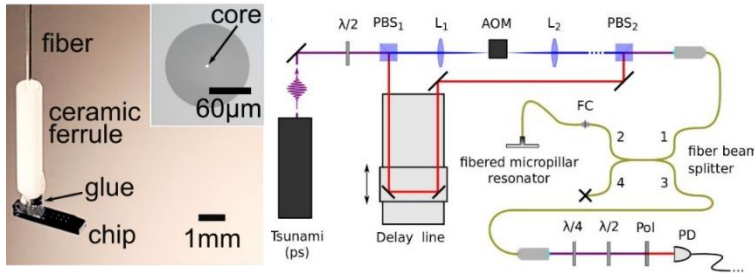 fiber
core
60μm
ceramic
ferrule
glue
chip
1mm
λ/2
PBS₁
L₁
AOM
L₂
PBS₂
FC
2
1
fibered micropillar
resonator
4
3
fiber beam
splitter
Tsunami
(ps)
Delay line
λ/4
λ/2
Pol
PD